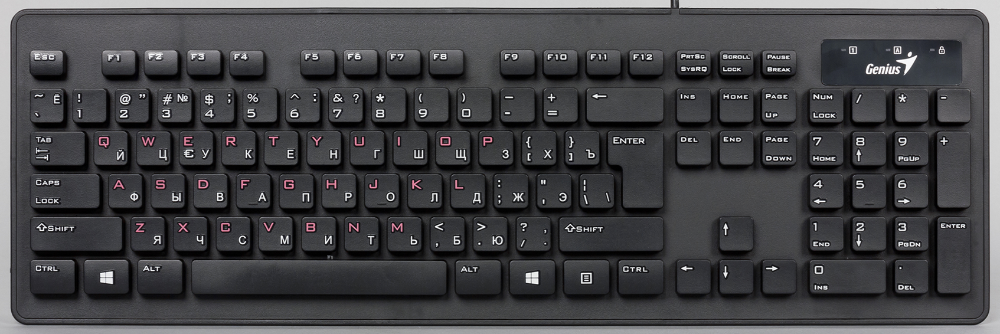 Esc F1 F2 F3 F4 F5 F6 F7 F8 F9 F10 F11 F12 PrtSc SysRQ Scroll Lock Pause Break 1 A
Genius
~ ` Ё ! 1 @ " 2 # № 3 $ ; 4 % 5 ^ : 6 & ? 7 * 8 ( 9 ) 0 _ - + = ← Ins Home Page Up Num Lock / * -
Tab Q Й W Ц E € У R К T Е Y Н U Г I Ш O Щ P З { [ Х } ] Ъ Enter Del End Page Down 7 Home 8 ↑ 9 PgUp +
Caps Lock A Ф S Ы D В F А G П H Р J О K Л L Д : ; Ж " ' Э ¦ \ \ 4 ← 5 6 →
⇧Shift Z Я X Ч C С V М B И N Т M Ь < , Б > . Ю ? / , . ⇧Shift ↑ 1 End 2 ↓ 3 PgDn Enter
Ctrl Alt Alt Ctrl ← ↓ → 0 Ins . Del